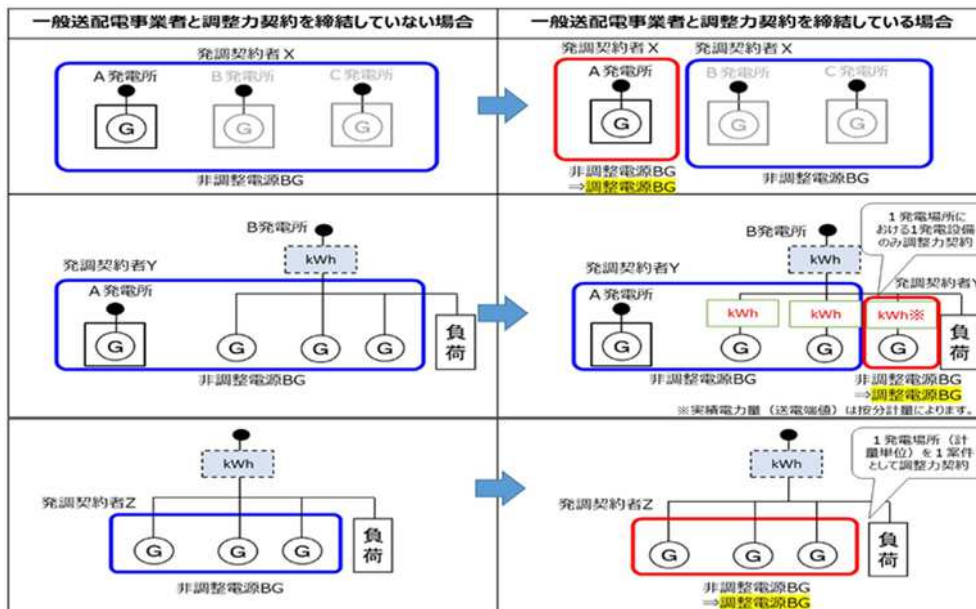 一般送配電事業者と調整力契約を締結していない場合
一般送配電事業者と調整力契約を締結している場合
発調契約者X
A発電所
B発電所
C発電所
G
G
G
非調整電源BG
発調契約者X
発調契約者X
A発電所
B発電所
C発電所
G
G
G
非調整電源BG
⇒調整電源BG
非調整電源BG
B発電所
kWh
発調契約者Y
A発電所
G
G
G
G
負荷
非調整電源BG
1発電場所に
おける1発電設備
のみ調整力契約
B発電所
kWh
発調契約者Y
発調契約者Y
A発電所
kWh
kWh
kWh※
G
G
G
G
負荷
非調整電源BG
非調整電源BG
⇒調整電源BG
※実績電力量（送電端値）は按分計量によります。
kWh
発調契約者Z
G
G
G
負荷
非調整電源BG
1発電場所（計
量単位）を1案件
として調整力契約
kWh
発調契約者Z
G
G
G
負荷
非調整電源BG
⇒調整電源BG